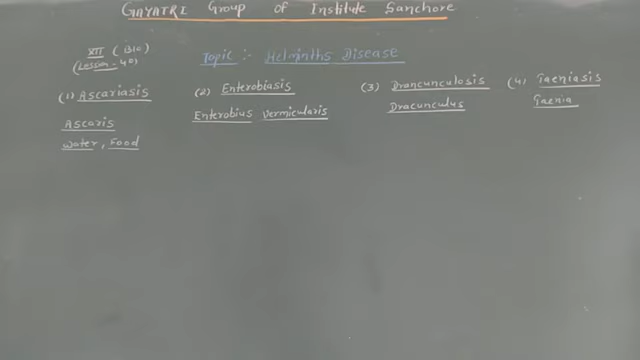 GAYATRI Group of Institute Sanchore
XII (BIO)
(Lesson - 40)
Topic :- Helminths Disease
(1) Ascariasis (2) Enterobiasis (3) Droncunculosis (4) Taeniasis
Ascaris Enterobius vermicularis Dracunculus Taenia
Water, Food